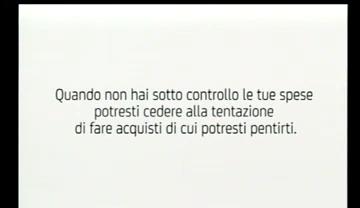 Quando non hai sotto controllo le tue spese
potresti cedere alla tentazione
di fare acquisti di cui potresti pentirti.